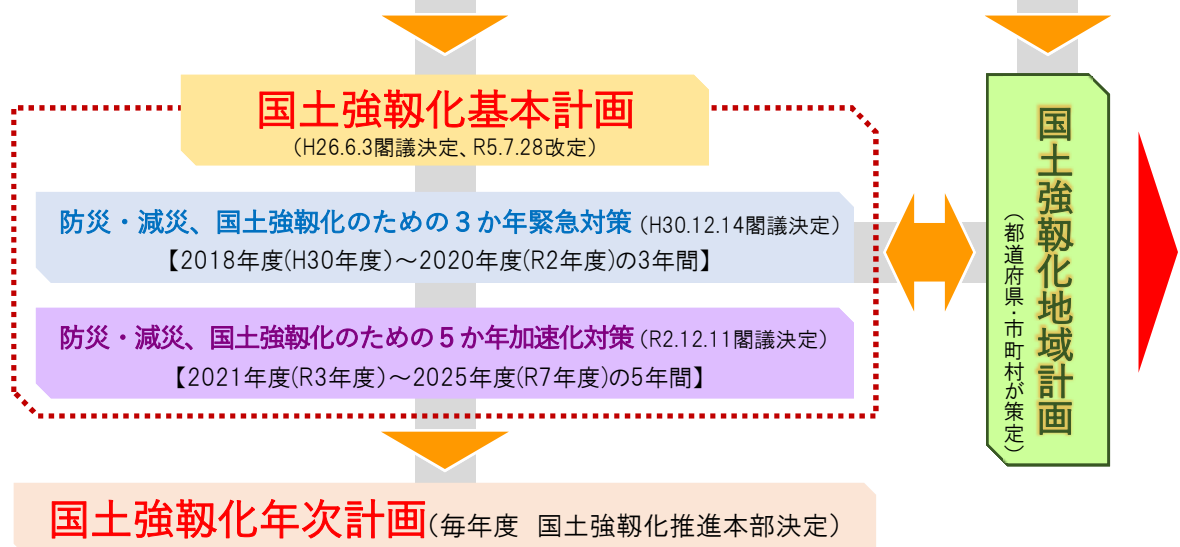 国土強靱化基本計画
（H26.6.3閣議決定、R5.7.28改定）
防災・減災、国土強靱化のための３か年緊急対策（H30.12.14閣議決定）
【2018年度(H30年度）～2020年度(R2年度)の3年間】
防災・減災、国土強靱化のための５か年加速化対策（R2.12.11閣議決定）
【2021年度(R3年度）～2025年度(R7年度)の5年間】
国土強靱化年次計画（毎年度　国土強靱化推進本部決定）
国土強靱化地域計画
（都道府県・市町村が策定）